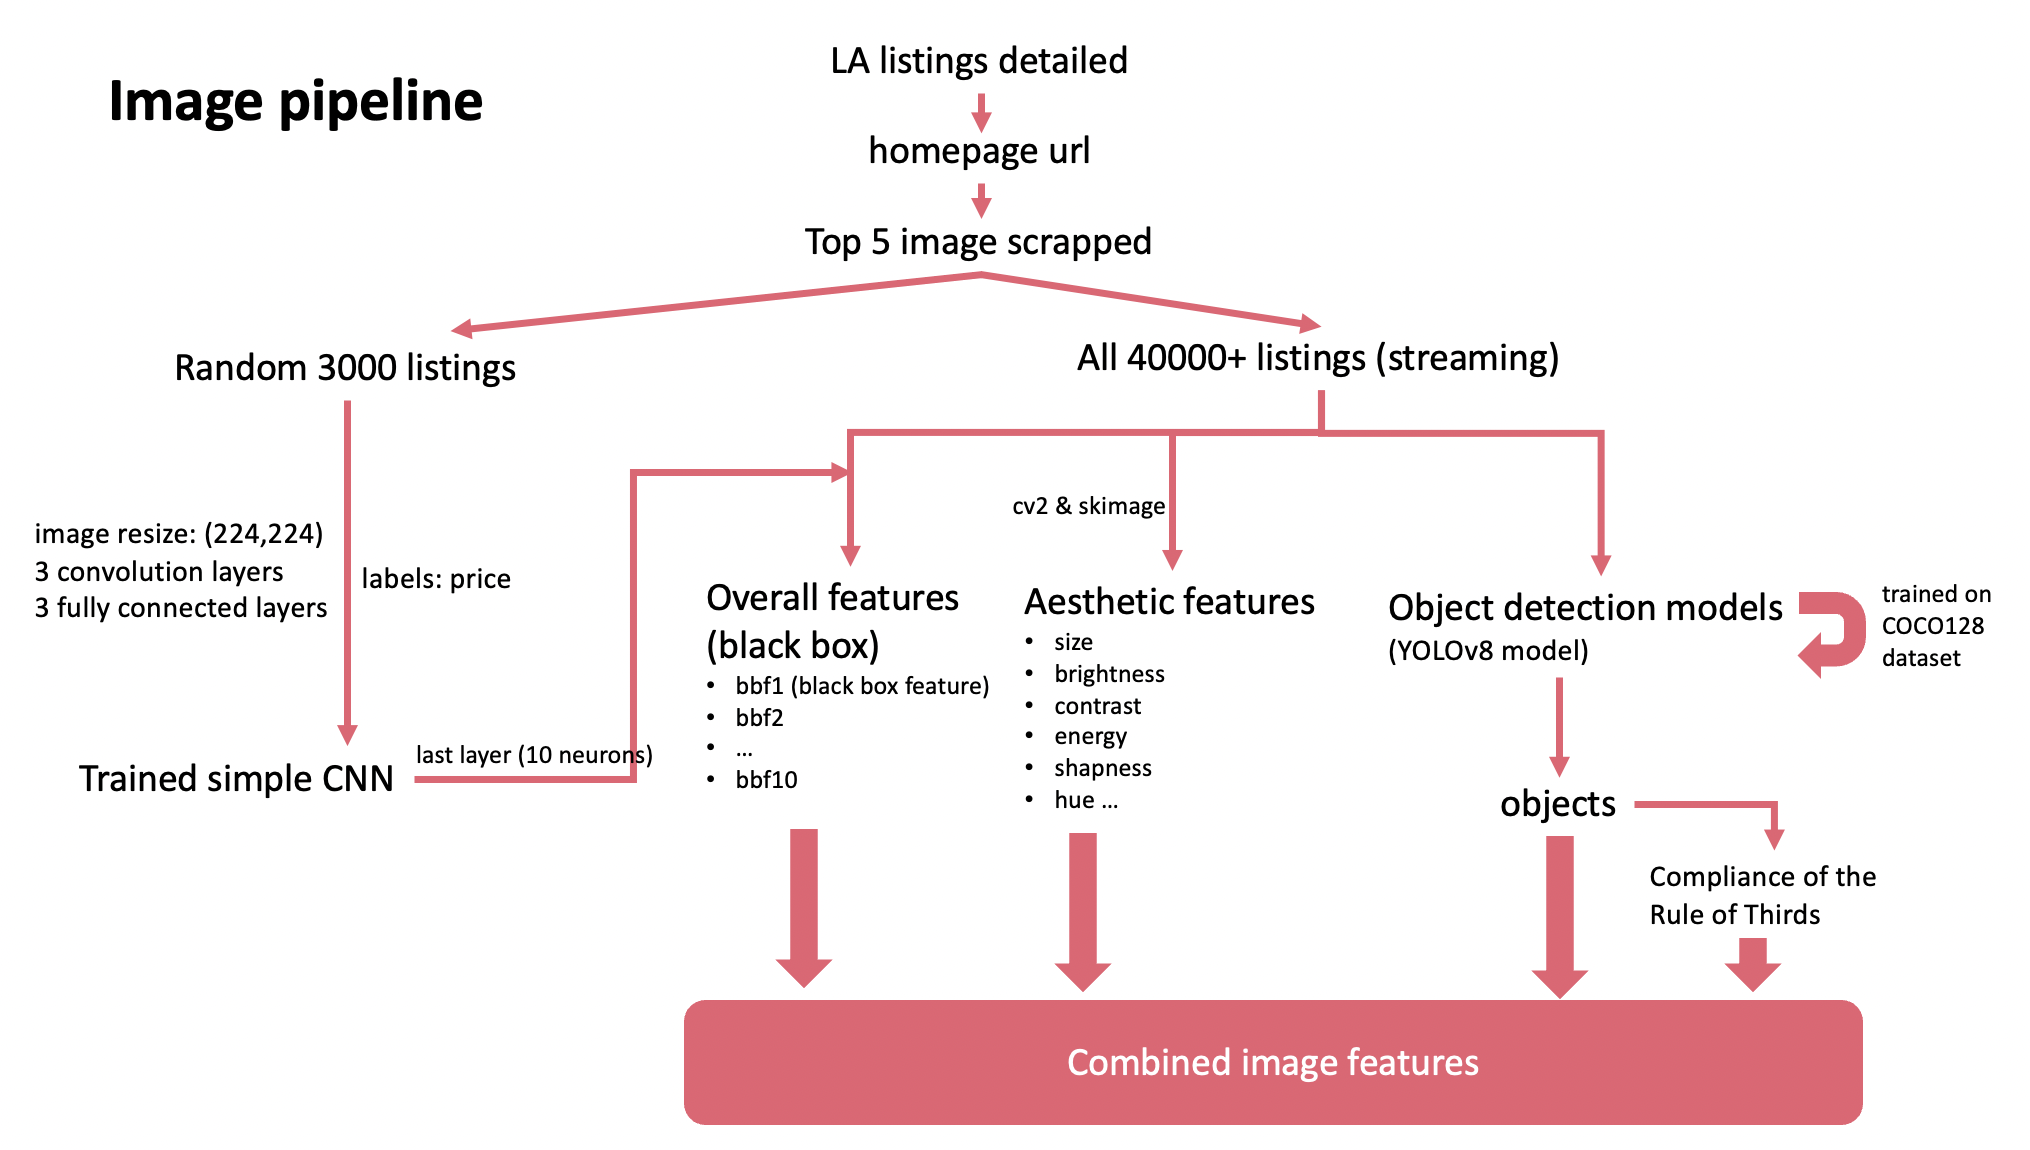 Image pipeline
LA listings detailed
homepage url
Top 5 image scrapped
Random 3000 listings
All 40000+ listings (streaming)
image resize: (224,224)
3 convolution layers
3 fully connected layers
labels: price
Trained simple CNN
last layer (10 neurons)
cv2 & skimage
Overall features
(black box)
• bbf1 (black box feature)
• bbf2
• ...
• bbf10
Aesthetic features
• size
• brightness
• contrast
• energy
• shapness
• hue ...
Object detection models
(YOLOv8 model)
trained on
COCO128
dataset
objects
Compliance of the
Rule of Thirds
Combined image features